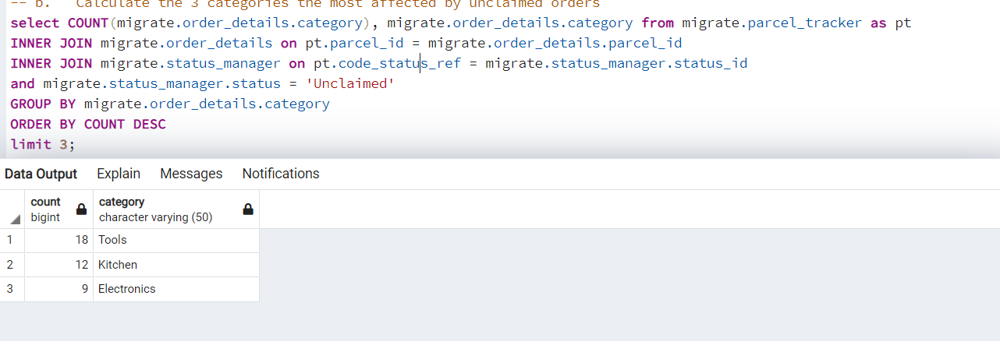 -- b.   Calculate the 3 categories the most affected by unclaimed orders
select COUNT(migrate.order_details.category), migrate.order_details.category from migrate.parcel_tracker as pt
INNER JOIN migrate.order_details on pt.parcel_id = migrate.order_details.parcel_id
INNER JOIN migrate.status_manager on pt.code_status_ref = migrate.status_manager.status_id
and migrate.status_manager.status = 'Unclaimed'
GROUP BY migrate.order_details.category
ORDER BY COUNT DESC
limit 3;
Data Output Explain Messages Notifications
count category
bigint character varying (50)
1 18 Tools
2 12 Kitchen
3 9 Electronics